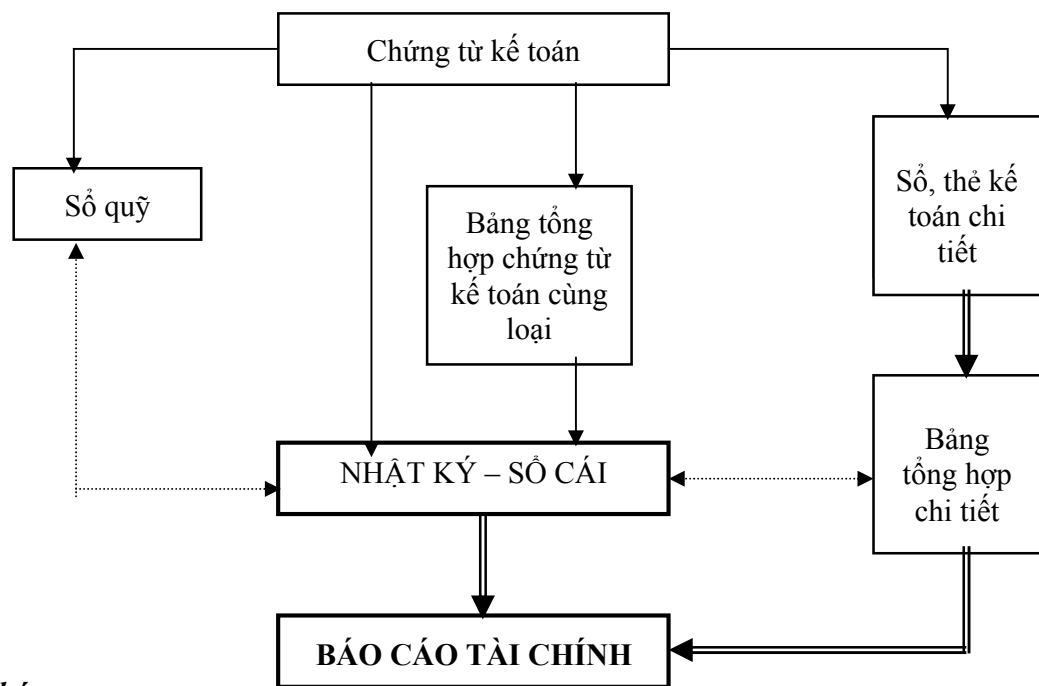 Chứng từ kế toán
Sổ quỹ
Bảng tổng
hợp chứng từ
kế toán cùng
loại
Sổ, thẻ kế
toán chi
tiết
NHẬT KÝ – SỔ CÁI
Bảng
tổng hợp
chi tiết
BÁO CÁO TÀI CHÍNH